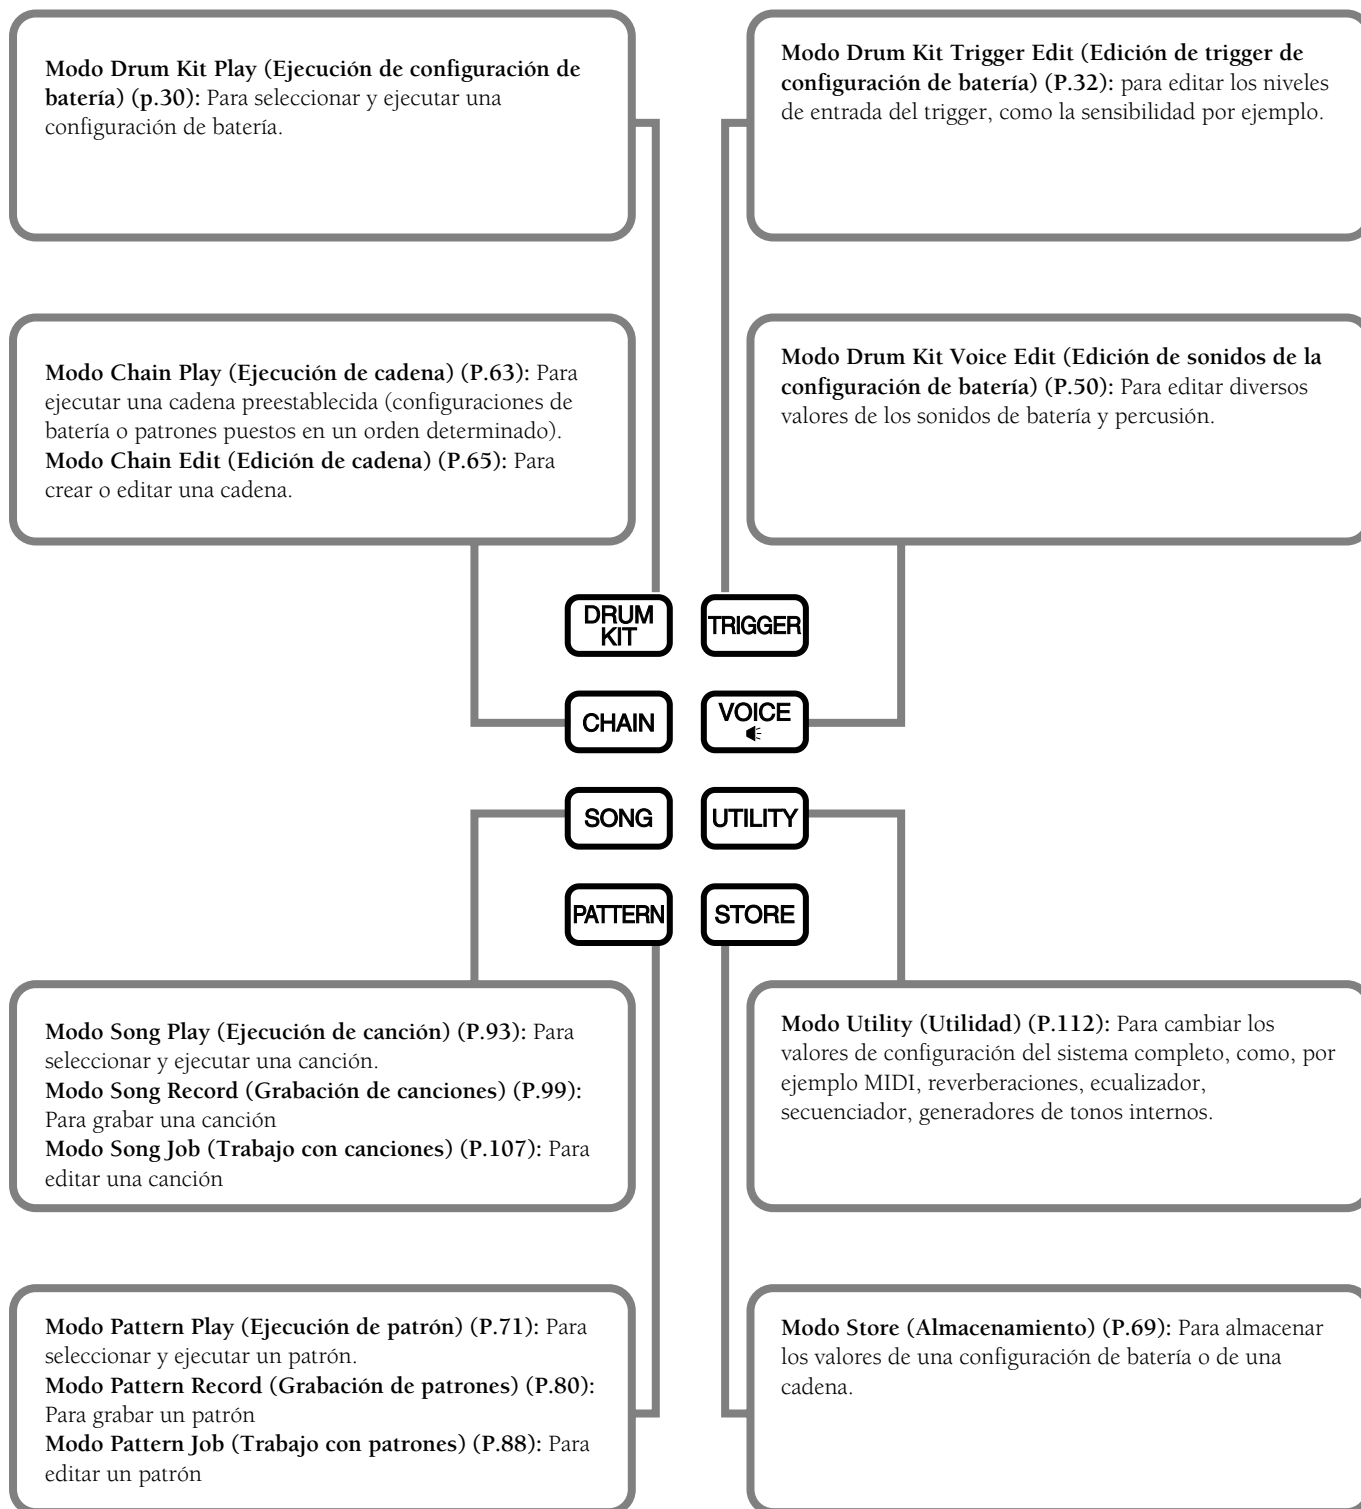 Modo Drum Kit Play (Ejecución de configuración de
batería) (p.30): Para seleccionar y ejecutar una
configuración de batería.
Modo Drum Kit Trigger Edit (Edición de trigger de
configuración de batería) (P.32): para editar los niveles
de entrada del trigger, como la sensibilidad por ejemplo.
Modo Chain Play (Ejecución de cadena) (P.63): Para
ejecutar una cadena preestablecida (configuraciones de
batería o patrones puestos en un orden determinado).
Modo Chain Edit (Edición de cadena) (P.65): Para
crear o editar una cadena.
Modo Drum Kit Voice Edit (Edición de sonidos de la
configuración de batería) (P.50): Para editar diversos
valores de los sonidos de batería y percusión.
DRUM
KIT
TRIGGER
CHAIN
VOICE
SONG
UTILITY
PATTERN
STORE
Modo Song Play (Ejecución de canción) (P.93): Para
seleccionar y ejecutar una canción.
Modo Song Record (Grabación de canciones) (P.99):
Para grabar una canción
Modo Song Job (Trabajo con canciones) (P.107): Para
editar una canción
Modo Utility (Utilidad) (P.112): Para cambiar los
valores de configuración del sistema completo, como, por
ejemplo MIDI, reverberaciones, ecualizador,
secuenciador, generadores de tonos internos.
Modo Pattern Play (Ejecución de patrón) (P.71): Para
seleccionar y ejecutar un patrón.
Modo Pattern Record (Grabación de patrones) (P.80):
Para grabar un patrón
Modo Pattern Job (Trabajo con patrones) (P.88): Para
editar un patrón
Modo Store (Almacenamiento) (P.69): Para almacenar
los valores de una configuración de batería o de una
cadena.